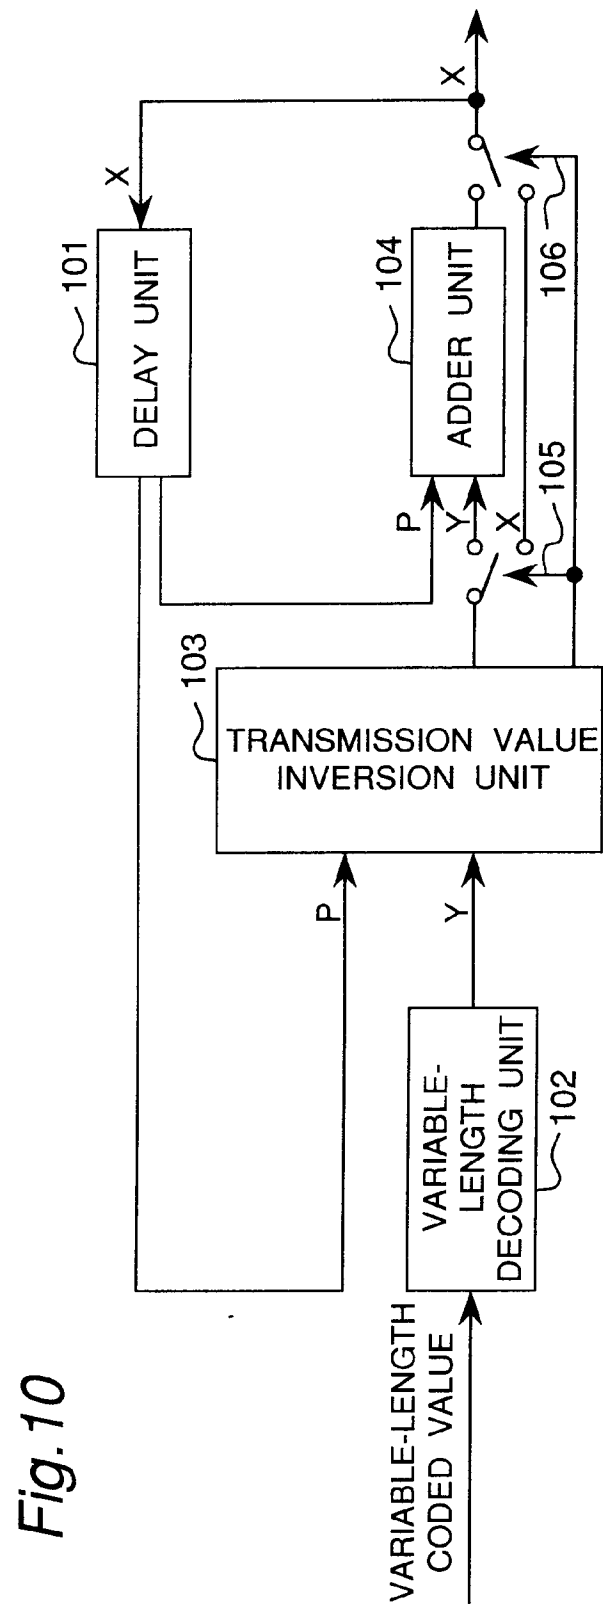 Fig.10
VARIABLE-LENGTH
CODED VALUE
VARIABLE-
LENGTH
DECODING UNIT
102
P
Y
TRANSMISSION VALUE
INVERSION UNIT
103
P
Y
X
105
DELAY UNIT
101
ADDER UNIT
104
106
X
X